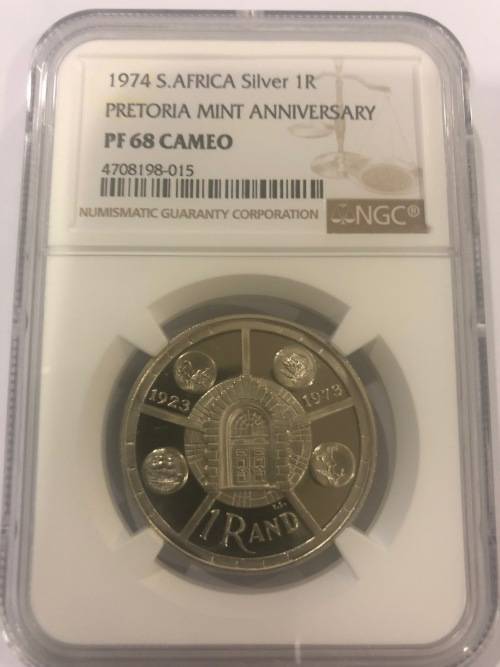 1974 S.AFRICA Silver 1R
PRETORIA MINT ANNIVERSARY
PF 68 CAMEO
4708198-015
NUMISMATIC GUARANTY CORPORATION
NGC®
1923
1973
1 RAND